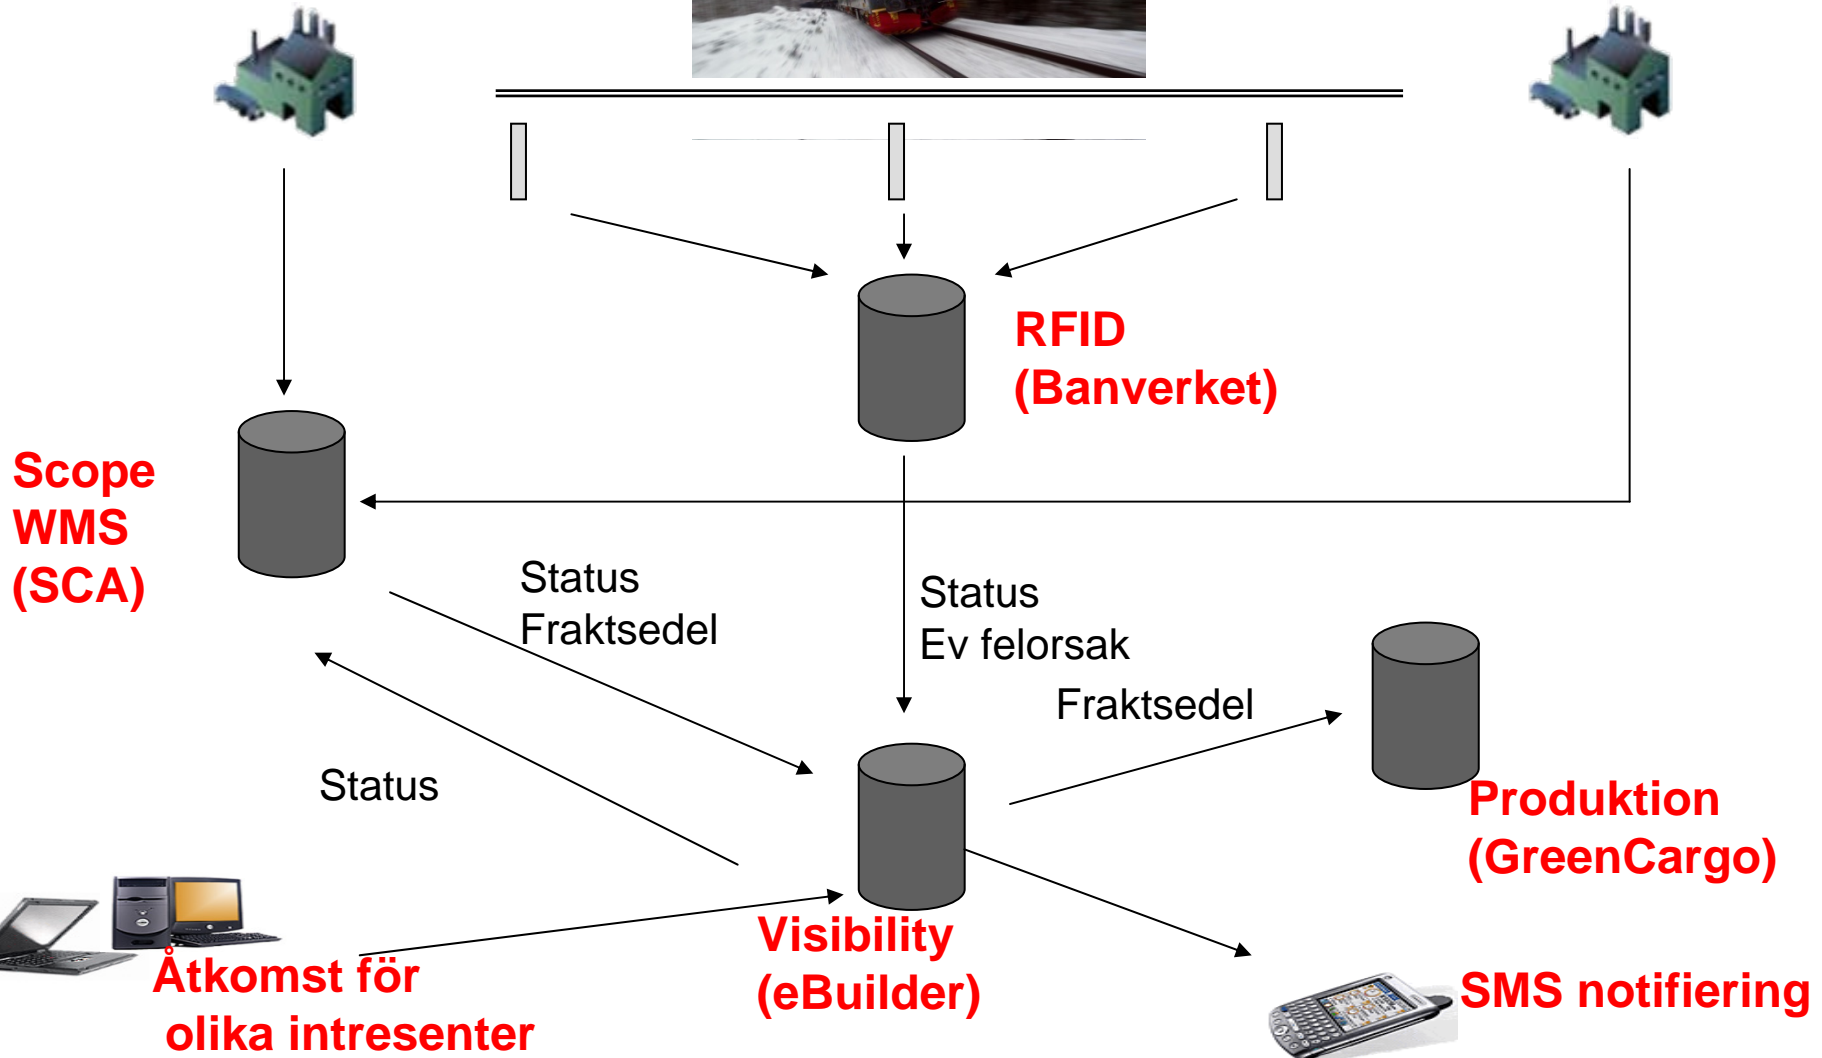 RFID
(Banverket)
Scope
WMS
(SCA)
Status
Fraktsedel
Status
Ev felorsak
Fraktsedel
Status
Produktion
(GreenCargo)
Visibility
(eBuilder)
Åtkomst för
olika intresenter
SMS notifiering